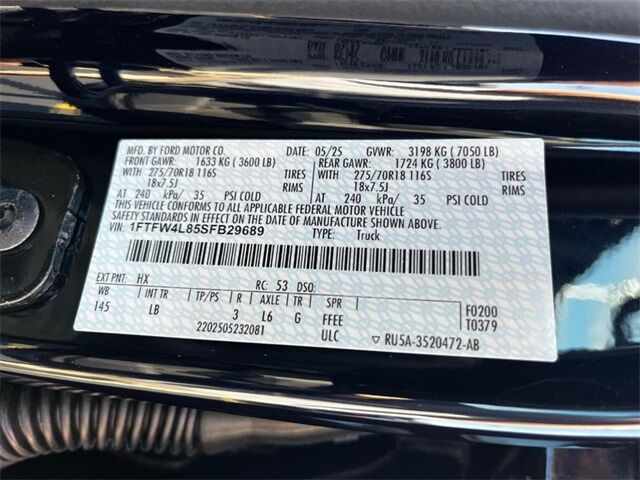 MFD. BY FORD MOTOR CO. DATE: 05/25 GVWR: 3198 KG ( 7050 LB)
FRONT GAWR: 1633 KG ( 3600 LB) REAR GAWR: 1724 KG ( 3800 LB)
WITH 275/70R18 116S TIRES WITH 275/70R18 116S TIRES
18x7.5J RIMS 18x7.5J RIMS
AT 240 kPa/ 35 PSI COLD AT 240 kPa/ 35 PSI COLD
THIS VEHICLE CONFORMS TO ALL APPLICABLE FEDERAL MOTOR VEHICLE
SAFETY STANDARDS IN EFFECT ON THE DATE OF MANUFACTURE SHOWN ABOVE.
VIN: 1FTFW4L85SFB29689 TYPE: Truck
EXT PNT: HX RC: 53 DSO:
WB INT TR TP/PS R AXLE TR SPR F0200
145 LB 3 L6 G FFEE T0379
2202505232081 ULC ▽ RU5A-3520472-AB